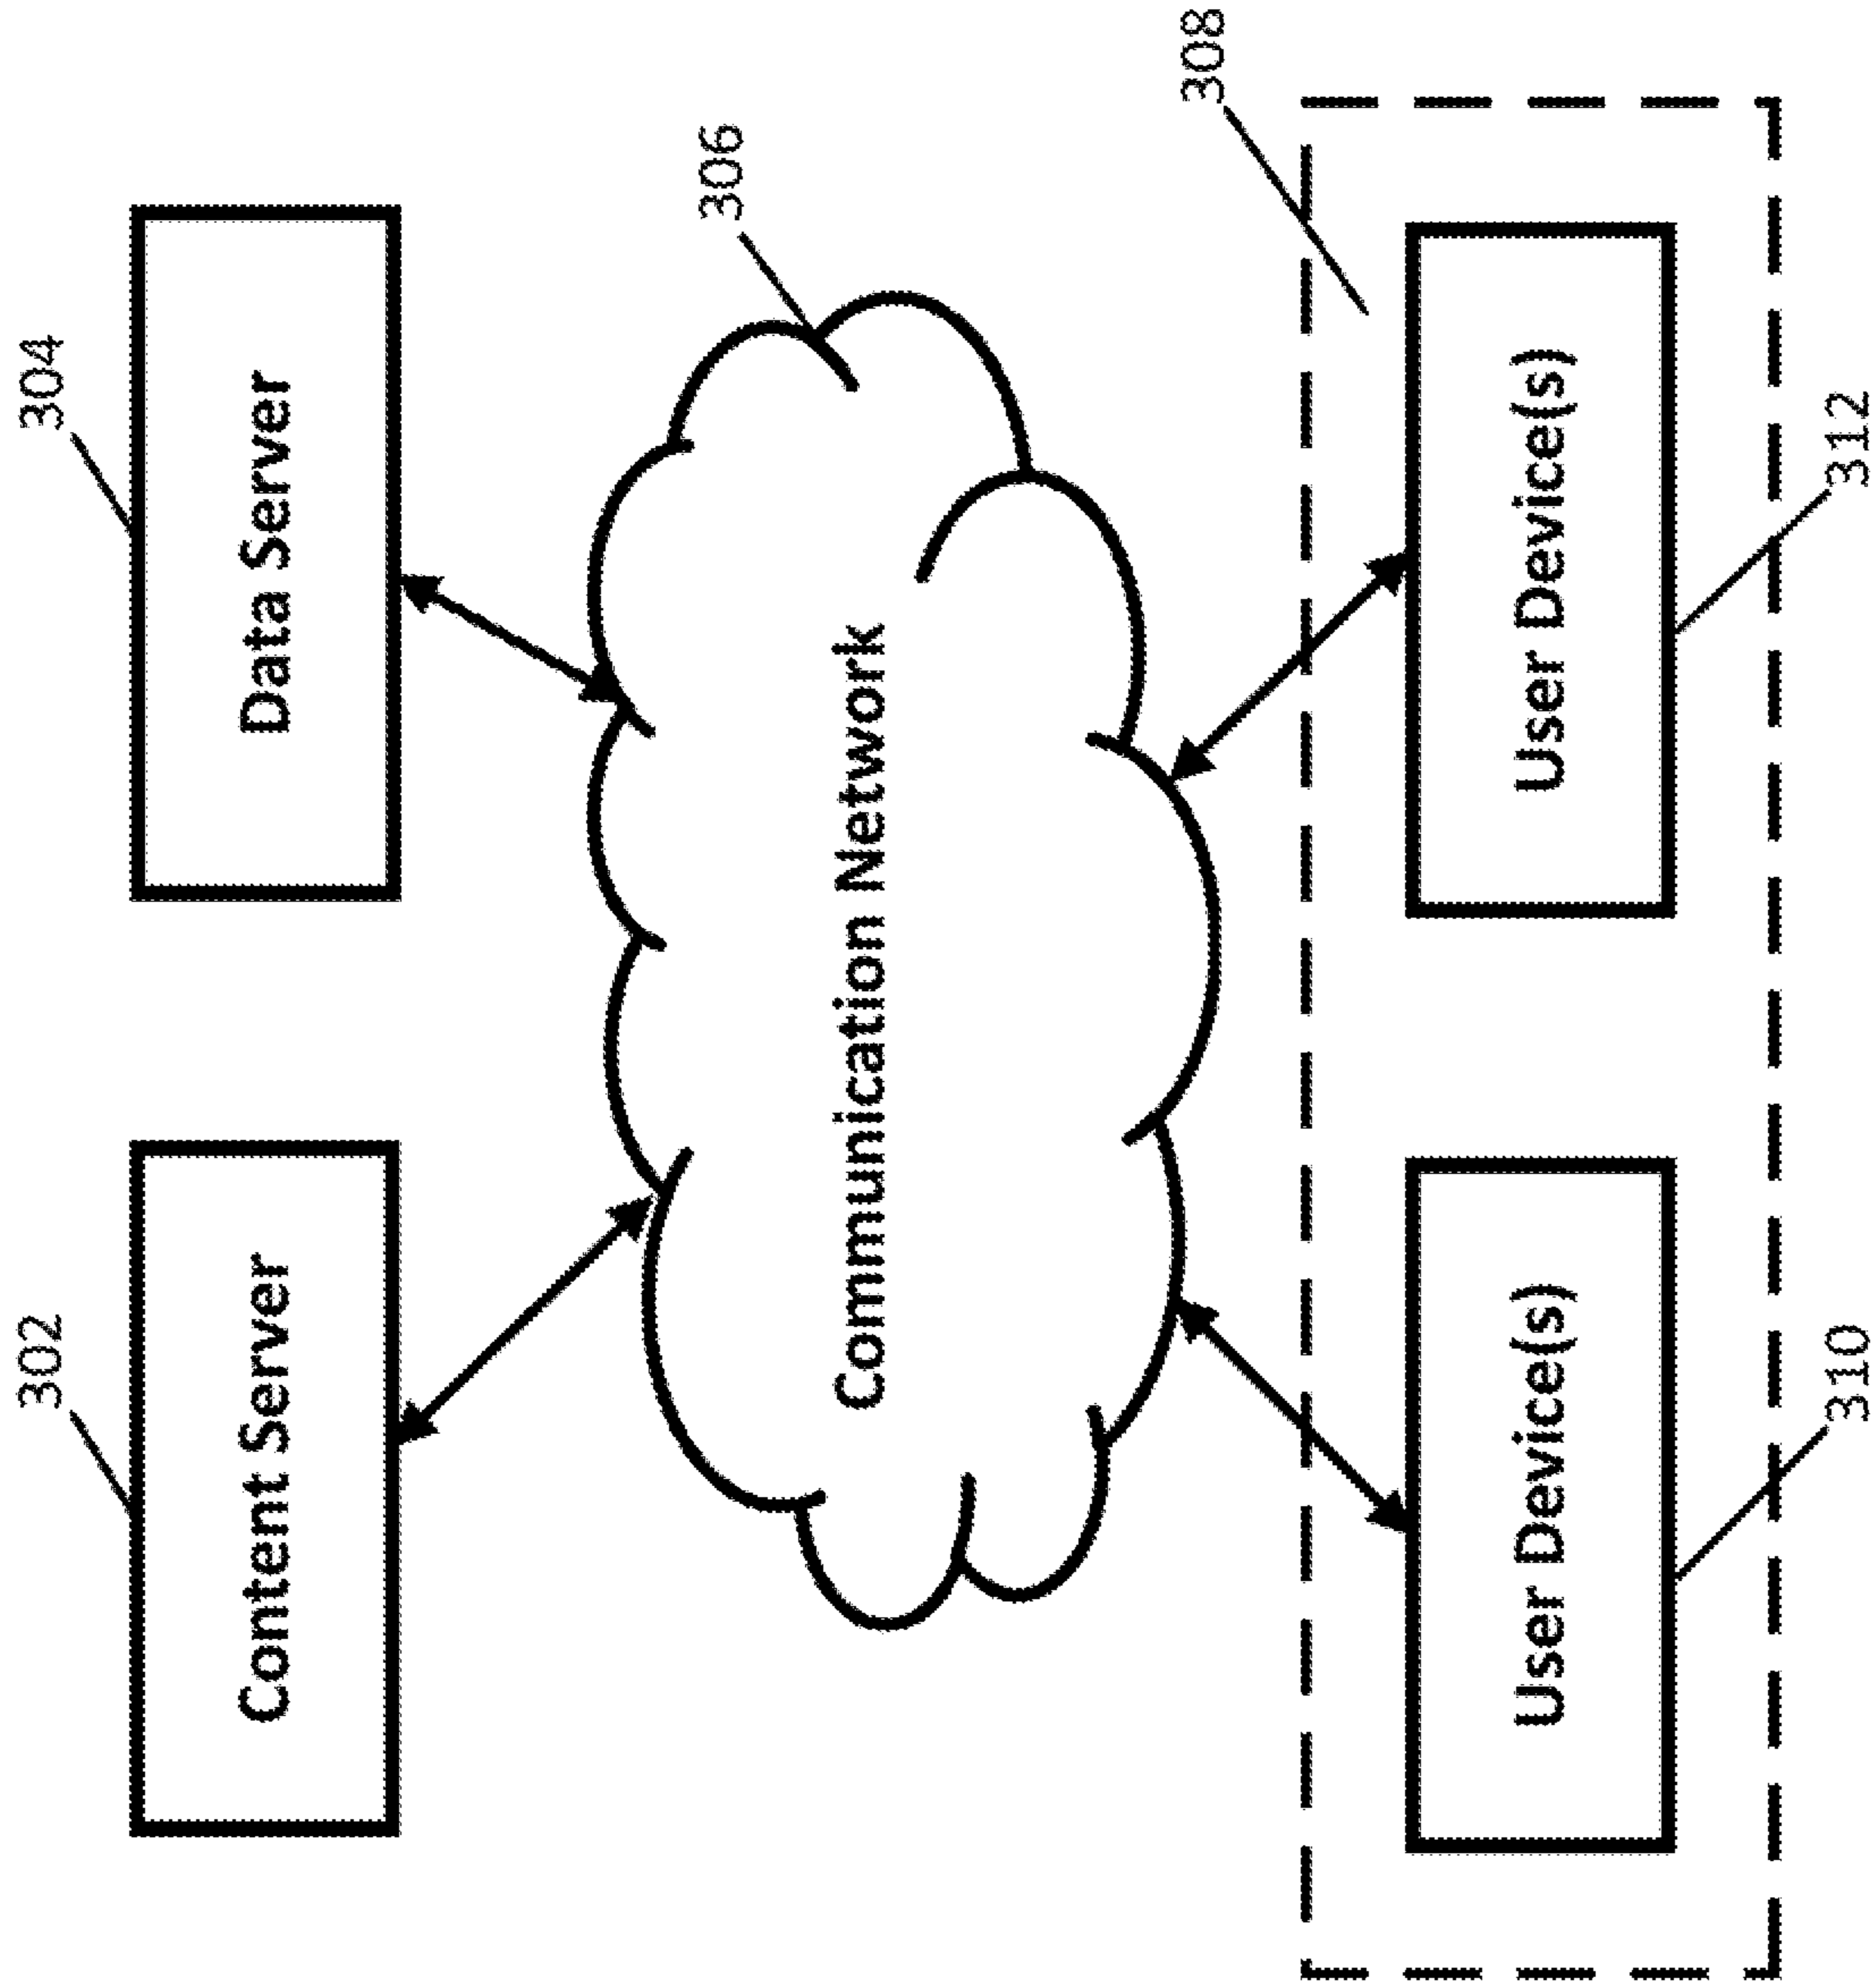 302
304
Content Server
Data Server
306
Communication Network
308
User Device(s)
User Device(s)
310
312